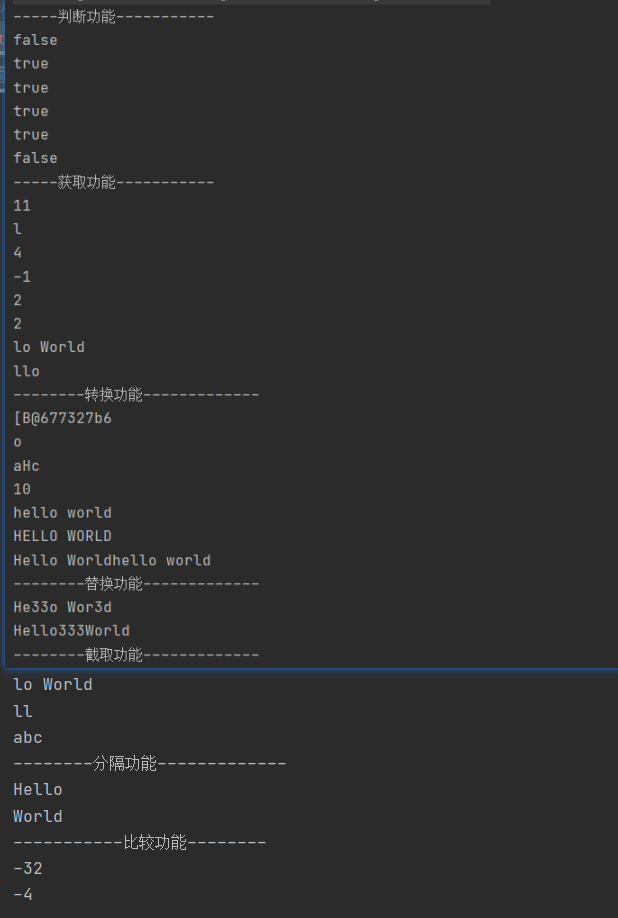 -----判断功能-----------
false
true
true
true
true
false
-----获取功能-----------
11
l
4
-1
2
2
lo World
llo
--------转换功能-------------
[B@677327b6
o
aHc
10
hello world
HELLO WORLD
Hello Worldhello world
--------替换功能-------------
He33o Wor3d
Hello333World
--------截取功能-------------
lo World
ll
abc
--------分隔功能-------------
Hello
World
-----------比较功能--------
-32
-4